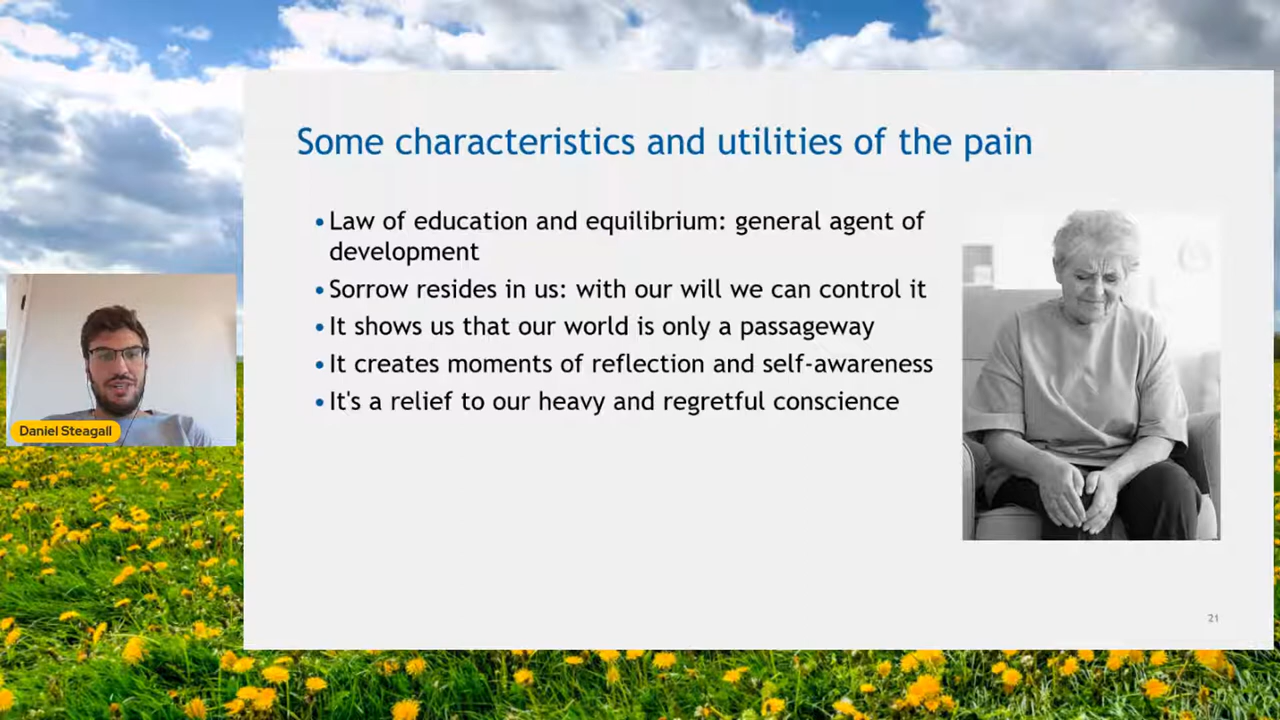 Some characteristics and utilities of the pain
•Law of education and equilibrium: general agent of
development
•Sorrow resides in us: with our will we can control it
•It shows us that our world is only a passageway
•It creates moments of reflection and self-awareness
•It's a relief to our heavy and regretful conscience
Daniel Steagall
21